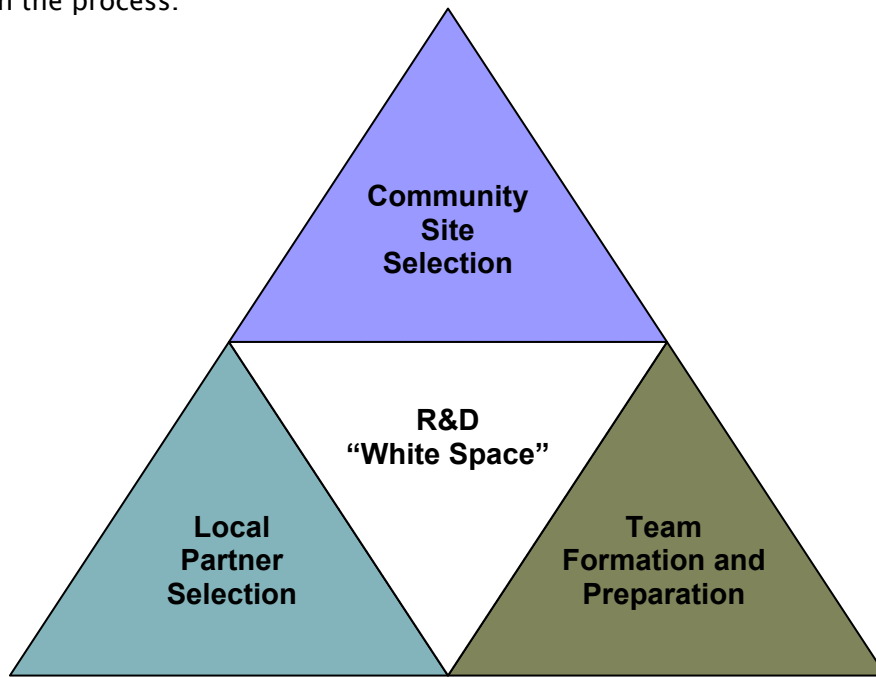 the process.
Community
Site
Selection
R&D
“White Space”
Local
Partner
Selection
Team
Formation and
Preparation